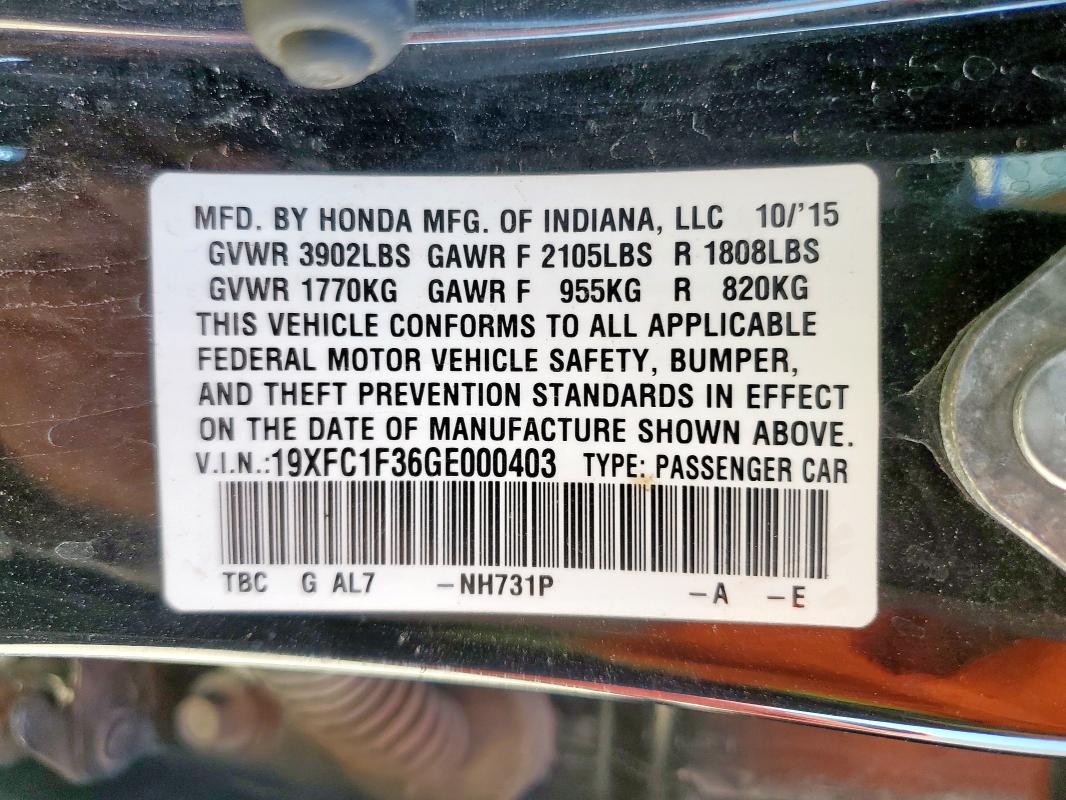 MFD. BY HONDA MFG. OF INDIANA, LLC 10/'15
GVWR 3902LBS GAWR F 2105LBS R 1808LBS
GVWR 1770KG GAWR F 955KG R 820KG
THIS VEHICLE CONFORMS TO ALL APPLICABLE
FEDERAL MOTOR VEHICLE SAFETY, BUMPER,
AND THEFT PREVENTION STANDARDS IN EFFECT
ON THE DATE OF MANUFACTURE SHOWN ABOVE.
V.I.N.:19XFC1F36GE000403 TYPE: PASSENGER CAR
TBC G AL7 –NH731P –A –E